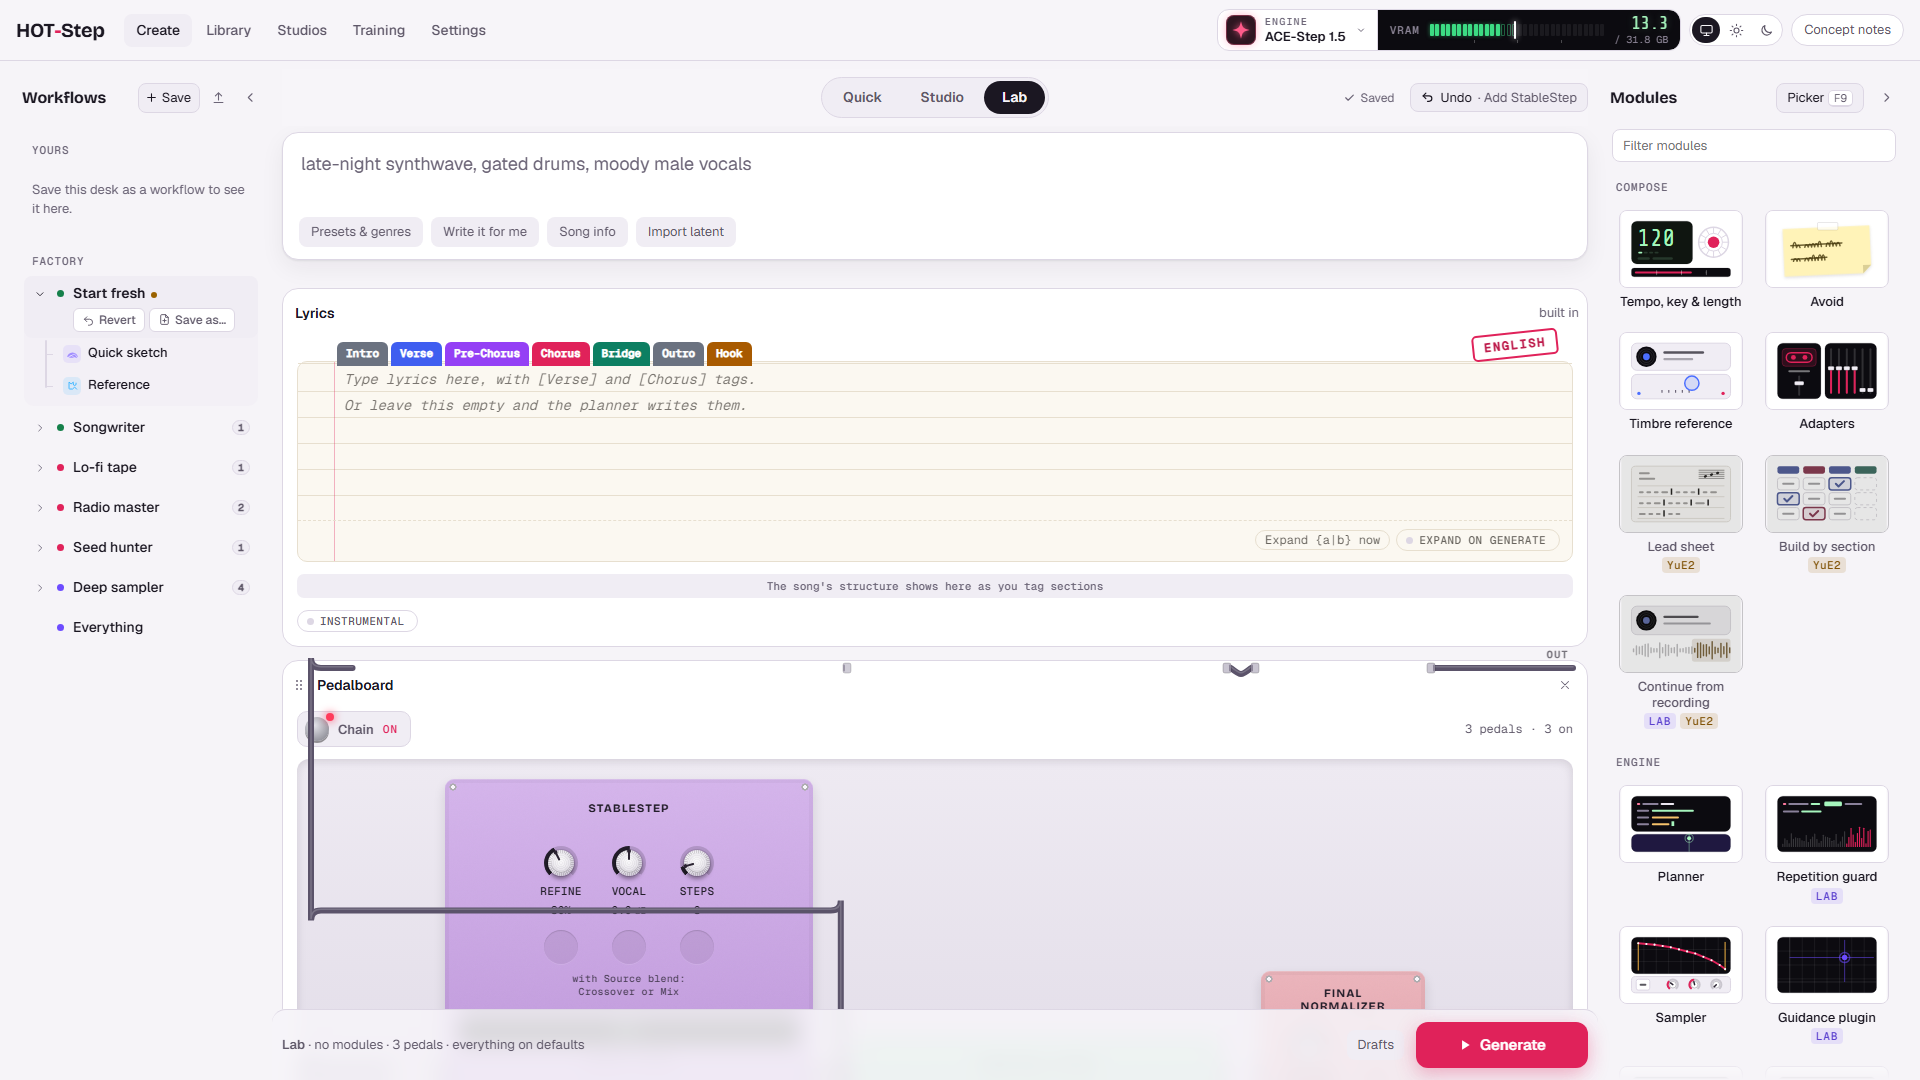 HOT-Step
Create
Library
Studios
Training
Settings
ENGINE
ACE-Step 1.5
VRAM
13.3
/ 31.8 GB
Concept notes
Workflows
+ Save
Quick
Studio
Lab
Saved
Undo · Add StableStep
Modules
Picker F9
YOURS
Save this desk as a workflow to see
it here.
FACTORY
Start fresh
Revert
Save as...
Quick sketch
Reference
Songwriter 1
Lo-fi tape 1
Radio master 2
Seed hunter 1
Deep sampler 4
Everything
late-night synthwave, gated drums, moody male vocals
Presets & genres
Write it for me
Song info
Import latent
Lyrics
built in
Intro
Verse
Pre-Chorus
Chorus
Bridge
Outro
Hook
ENGLISH
Type lyrics here, with [Verse] and [Chorus] tags.
Or leave this empty and the planner writes them.
Expand {a|b} now
EXPAND ON GENERATE
The song's structure shows here as you tag sections
INSTRUMENTAL
OUT
Pedalboard
Chain ON
3 pedals · 3 on
STABLESTEP
REFINE
VOCAL
STEPS
with Source blend:
Crossover or Mix
FINAL
NORMALIZER
Lab · no modules · 3 pedals · everything on defaults
Drafts
Generate
Filter modules
COMPOSE
120
Tempo, key & length
Avoid
Timbre reference
Adapters
Lead sheet
YuE2
Build by section
YuE2
Continue from
recording
LAB YuE2
ENGINE
Planner
Repetition guard
LAB
Sampler
Guidance plugin
LAB